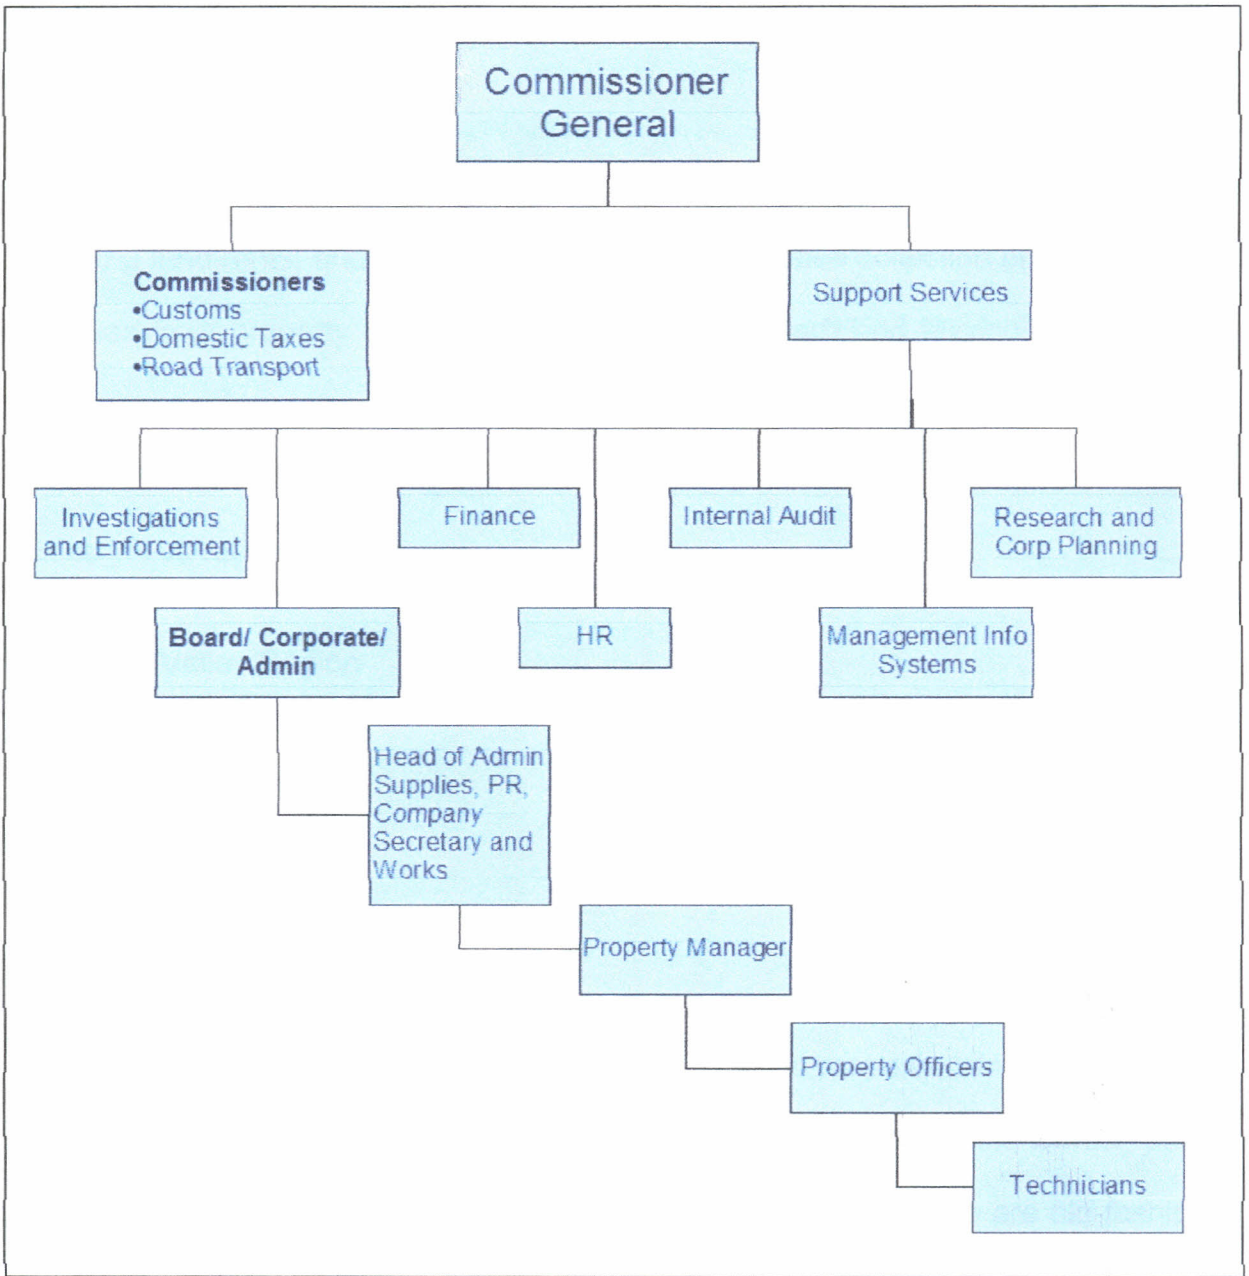 Commissioner
General
Commissioners
•Customs
•Domestic Taxes
•Road Transport
Support Services
Investigations
and Enforcement
Finance
Internal Audit
Research and
Corp Planning
Board/ Corporate/
Admin
HR
Management Info
Systems
Head of Admin
Supplies, PR,
Company
Secretary and
Works
Property Manager
Property Officers
Technicians